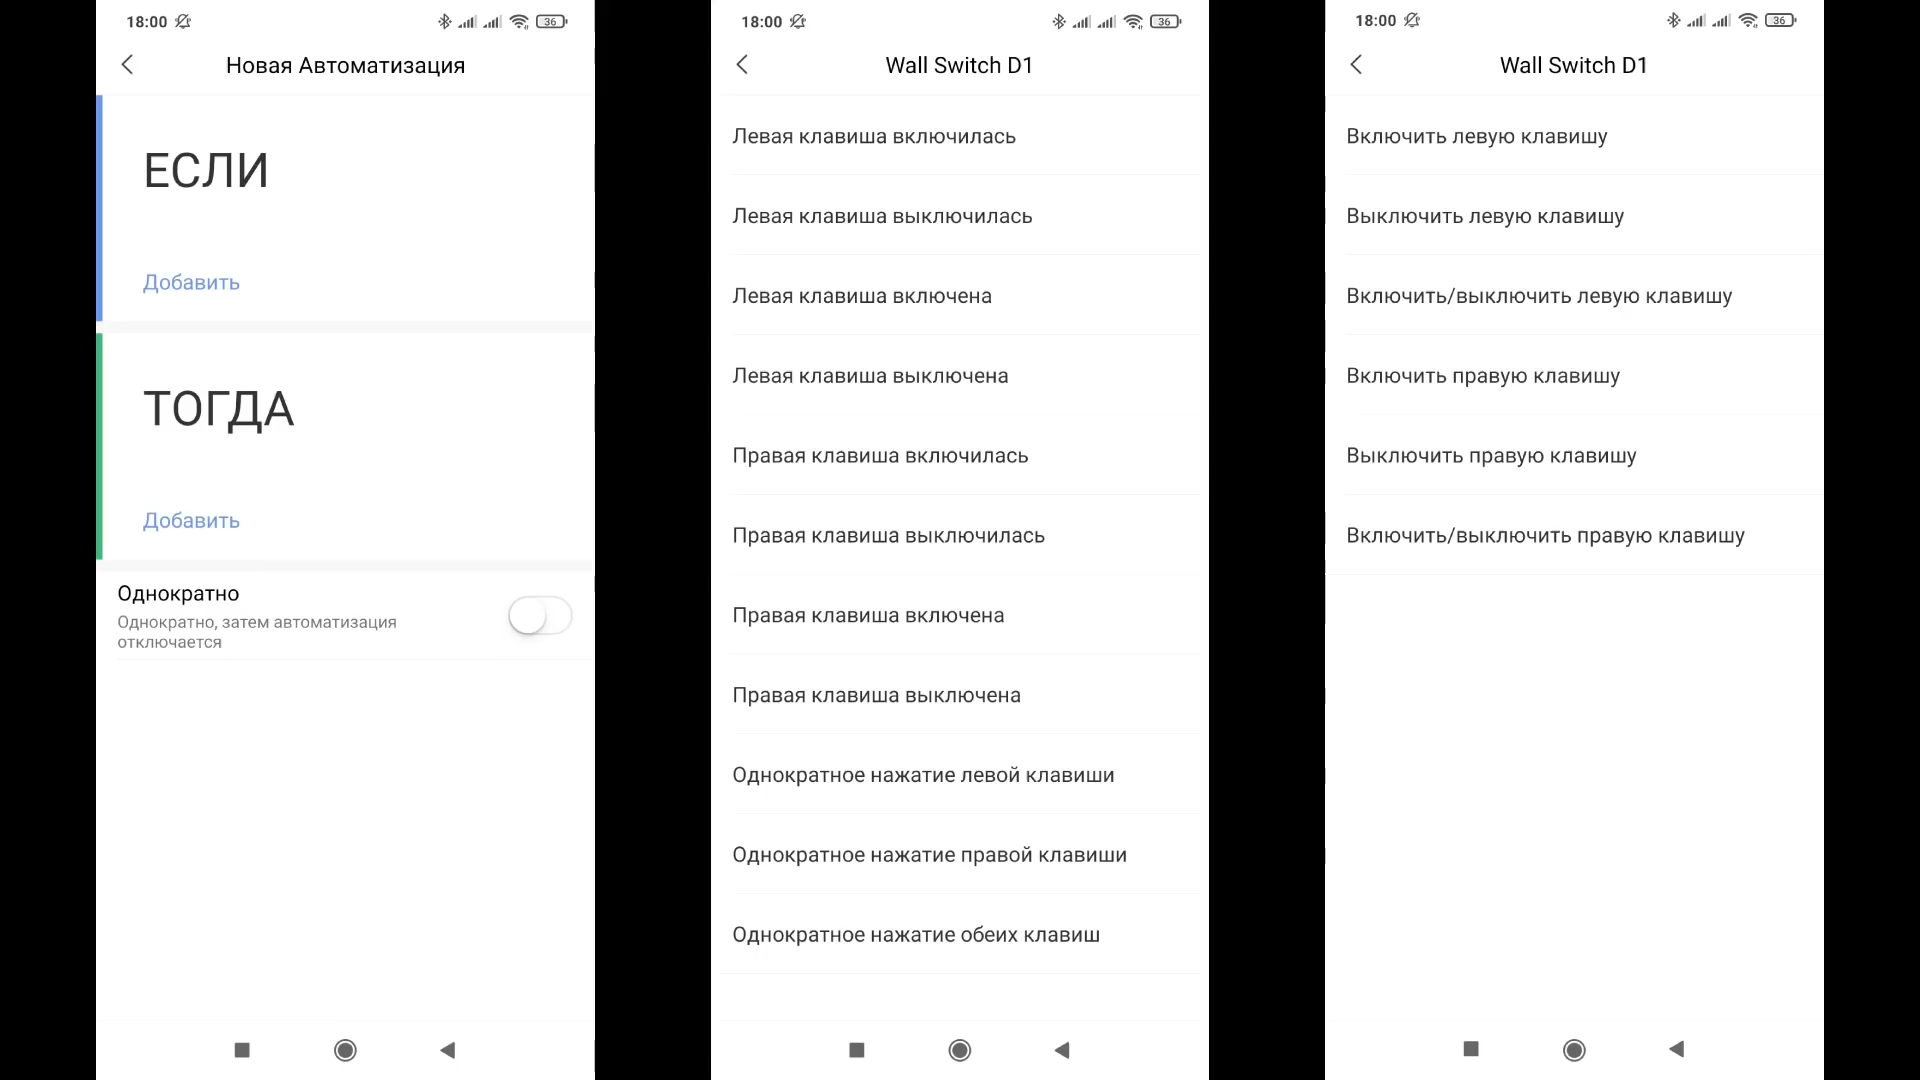 18:00
36
Новая Автоматизация
ЕСЛИ
Добавить
ТОГДА
Добавить
Однократно
Однократно, затем автоматизация
отключается
18:00
36
Wall Switch D1
Левая клавиша включилась
Левая клавиша выключилась
Левая клавиша включена
Левая клавиша выключена
Правая клавиша включилась
Правая клавиша выключилась
Правая клавиша включена
Правая клавиша выключена
Однократное нажатие левой клавиши
Однократное нажатие правой клавиши
Однократное нажатие обеих клавиш
18:00
36
Wall Switch D1
Включить левую клавишу
Выключить левую клавишу
Включить/выключить левую клавишу
Включить правую клавишу
Выключить правую клавишу
Включить/выключить правую клавишу